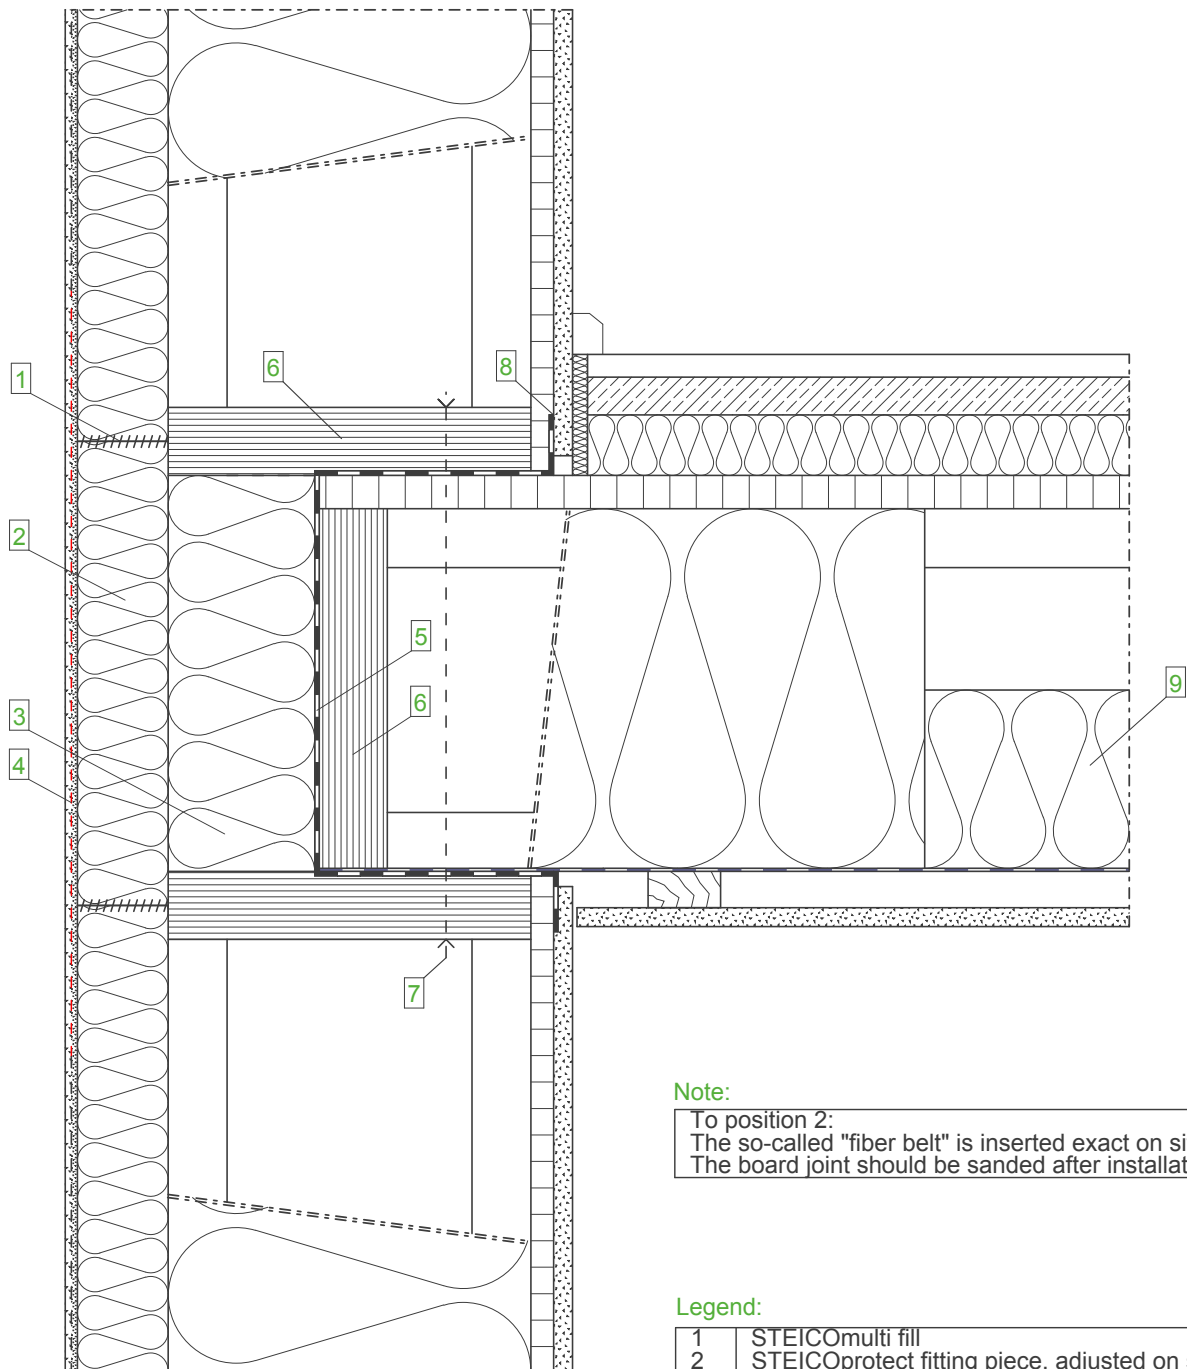 1
6
8
2
5
6
3
4
9
7
Note:
To position 2:
The so-called "fiber belt" is inserted exact on
The board joint should be sanded after
Legend:
1 STEICOmulti fill
2 STEICOprotect fitting piece, adjusted on